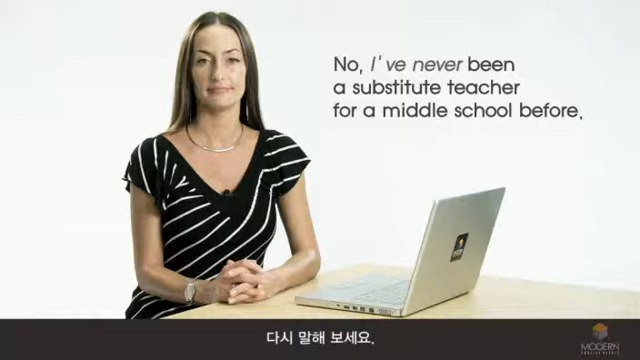 No, I've never been
a substitute teacher
for a middle school before.
다시 말해 보세요.
MODERN